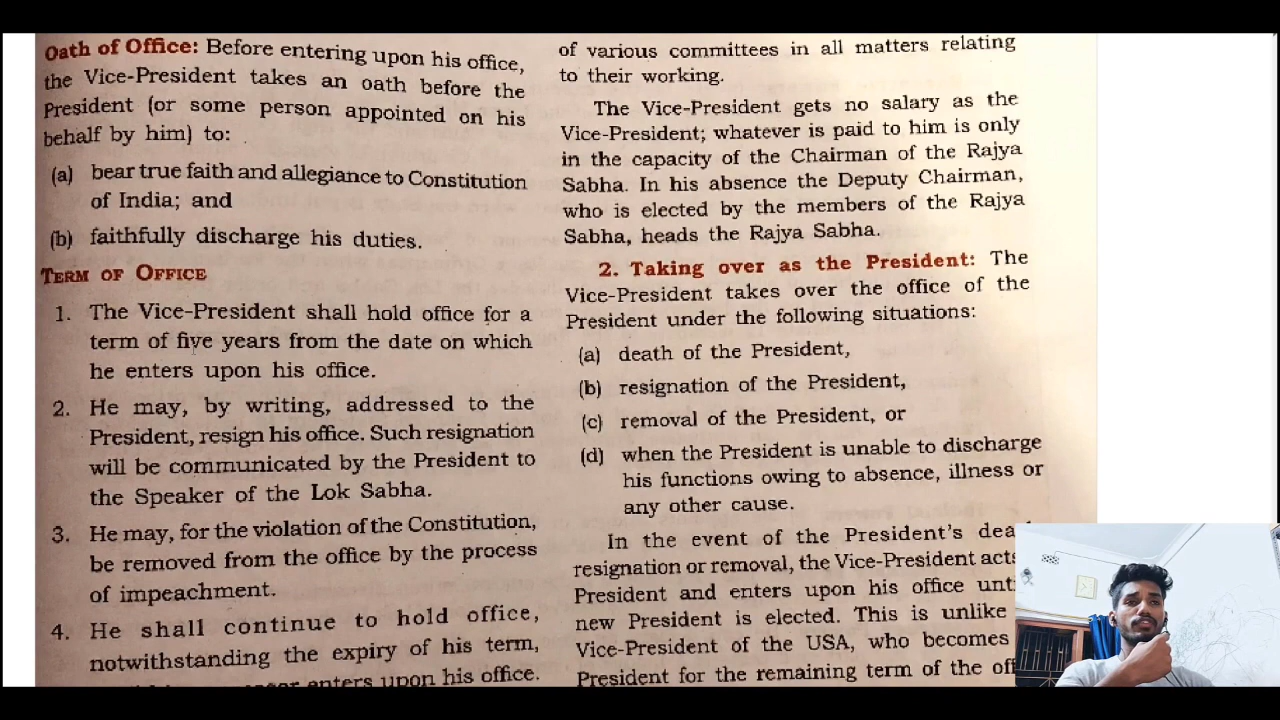 Oath of Office: Before entering upon his office,
the Vice-President takes an oath before the
President (or some person appointed on his
behalf by him) to:
(a) bear true faith and allegiance to Constitution
of India; and
(b) faithfully discharge his duties.
TERM OF OFFICE
1. The Vice-President shall hold office for a
term of five years from the date on which
he enters upon his office.
2. He may, by writing, addressed to the
President, resign his office. Such resignation
will be communicated by the President to
the Speaker of the Lok Sabha.
3. He may, for the violation of the Constitution,
be removed from the office by the process
of impeachment.
4. He shall continue to hold office,
notwithstanding the expiry of his term,
enters upon his office.
of various committees in all matters relating
to their working.
The Vice-President gets no salary as the
Vice-President; whatever is paid to him is only
in the capacity of the Chairman of the Rajya
Sabha. In his absence the Deputy Chairman,
who is elected by the members of the Rajya
Sabha, heads the Rajya Sabha.
2. Taking over as the President: The
Vice-President takes over the office of the
President under the following situations:
(a) death of the President,
(b) resignation of the President,
(c) removal of the President, or
(d) when the President is unable to discharge
his functions owing to absence, illness or
any other cause.
In the event of the President's
resignation or removal, the Vice-President acts
President and enters upon his office
new President is elected. This is unlike
Vice-President of the USA, who becomes
President for the remaining term of the